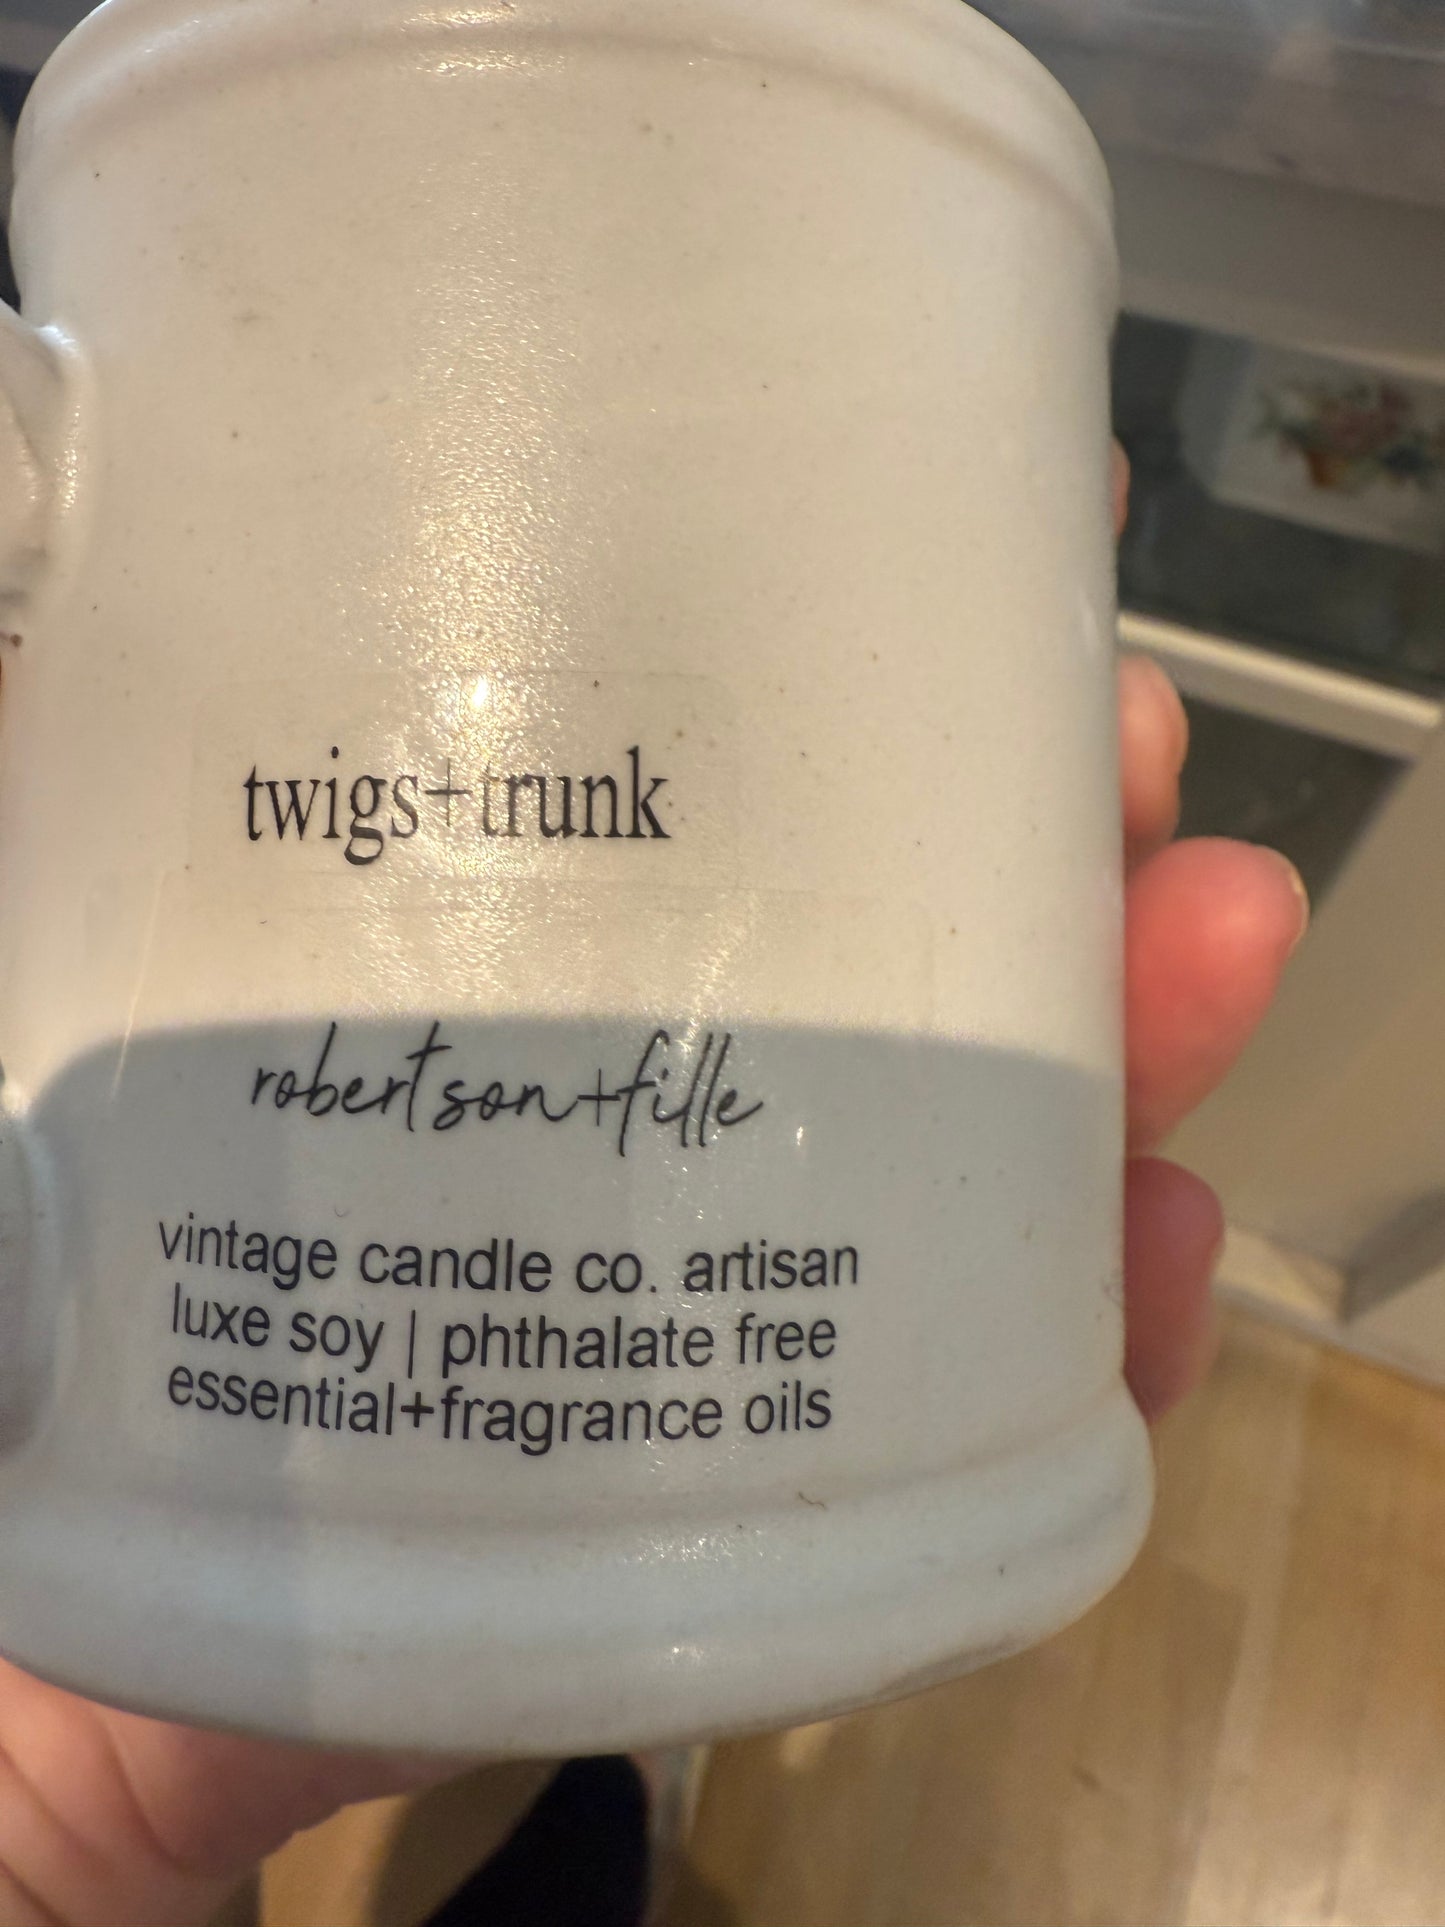 twigs+trunk
robertson+fille
vintage candle co. artisan
luxe soy | phthalate free
essential+fragrance oils